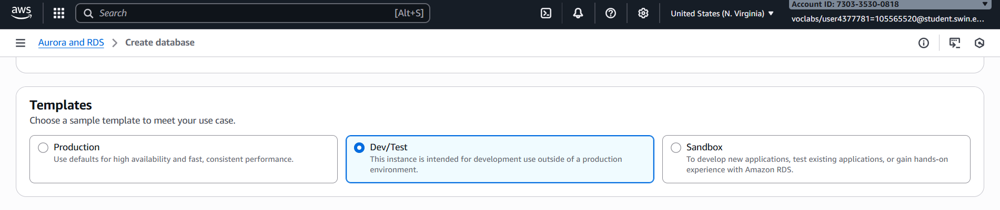 aws
Search [Alt+S]
United States (N. Virginia)
Account ID: 7303-3530-0818
voclabs/user4377781=105565520@student.swin.e...
Aurora and RDS > Create database
Templates
Choose a sample template to meet your use case.
Production
Use defaults for high availability and fast, consistent performance.
Dev/Test
This instance is intended for development use outside of a production
environment.
Sandbox
To develop new applications, test existing applications, or gain hands-on
experience with Amazon RDS.